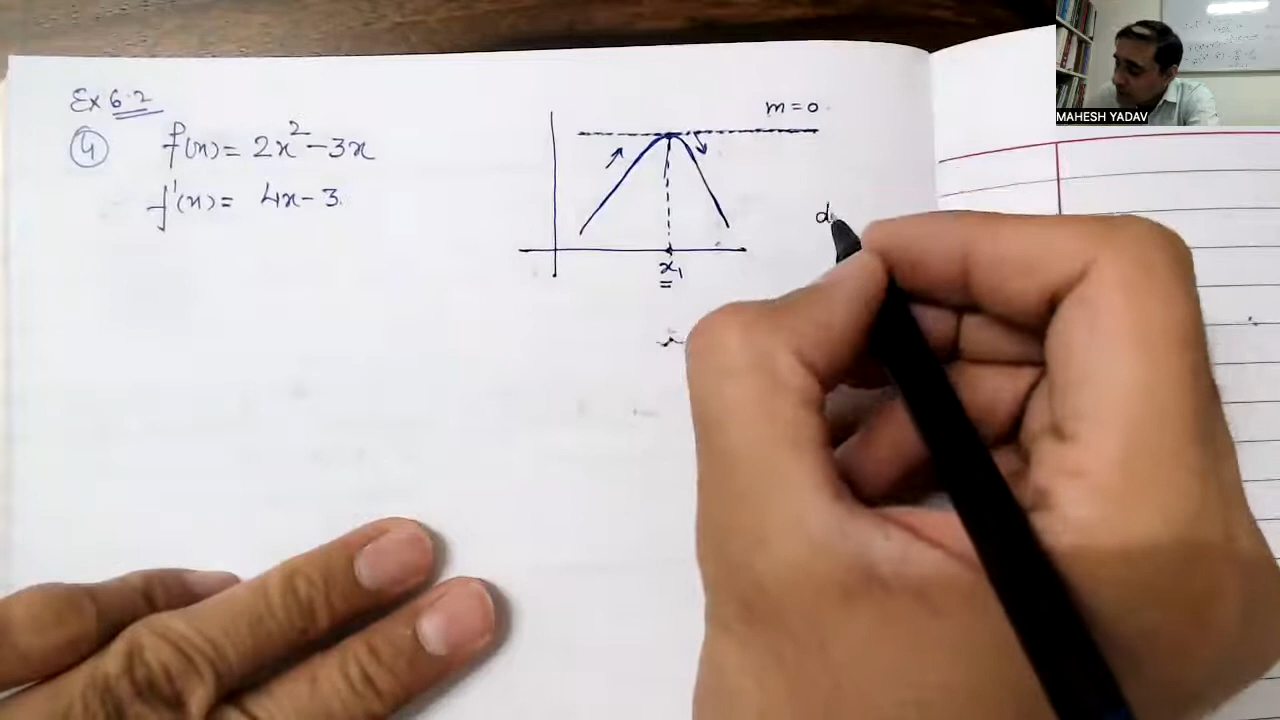 Ex 6.2
4 f(x) = 2x² - 3x
f'(x) = 4x - 3.
m = 0
x₁
d
MAHESH YADAV